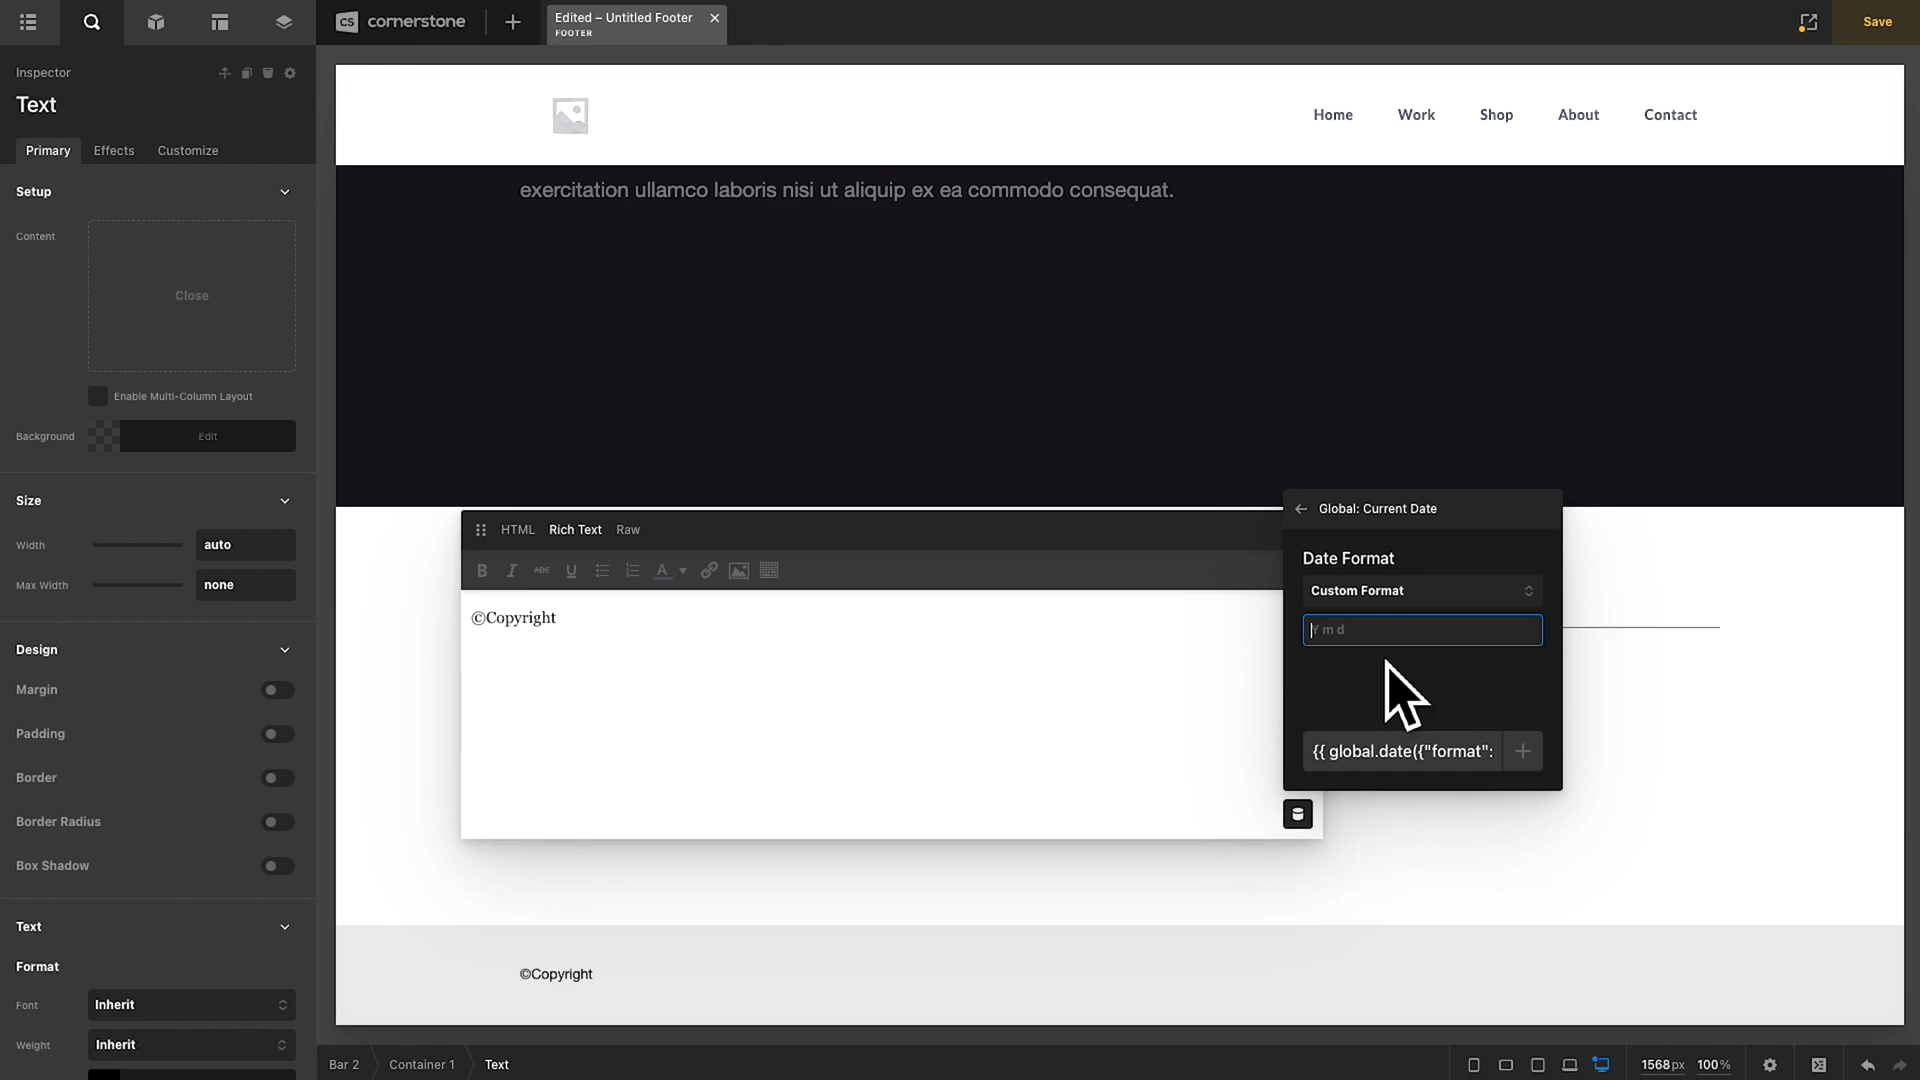 cs cornerstone
Edited – Untitled Footer
FOOTER
Save
Inspector
Text
Primary Effects Customize
Setup
Content
Close
Enable Multi-Column Layout
Background Edit
Size
Width auto
Max Width none
Design
Margin
Padding
Border
Border Radius
Box Shadow
Text
Format
Font Inherit
Weight Inherit
Home Work Shop About Contact
exercitation ullamco laboris nisi ut aliquip ex ea commodo consequat.
HTML Rich Text Raw
B I ABC U A
©Copyright
Global: Current Date
Date Format
Custom Format
Y m d
{{ global.date({"format":
©Copyright
Bar 2 Container 1 Text
1568px 100%